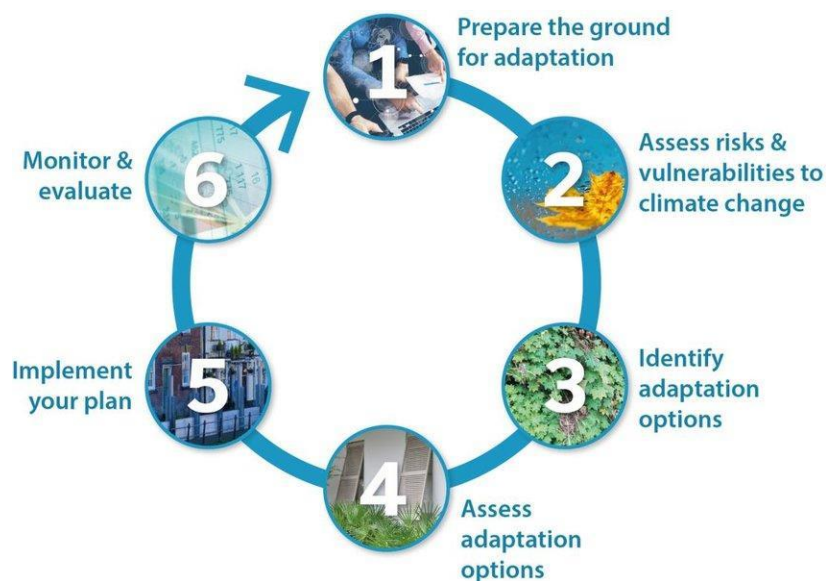 1
Prepare the ground
for adaptation
2
Assess risks &
vulnerabilities to
climate change
3
Identify
adaptation
options
4
Assess
adaptation
options
5
Implement
your plan
6
Monitor &
evaluate